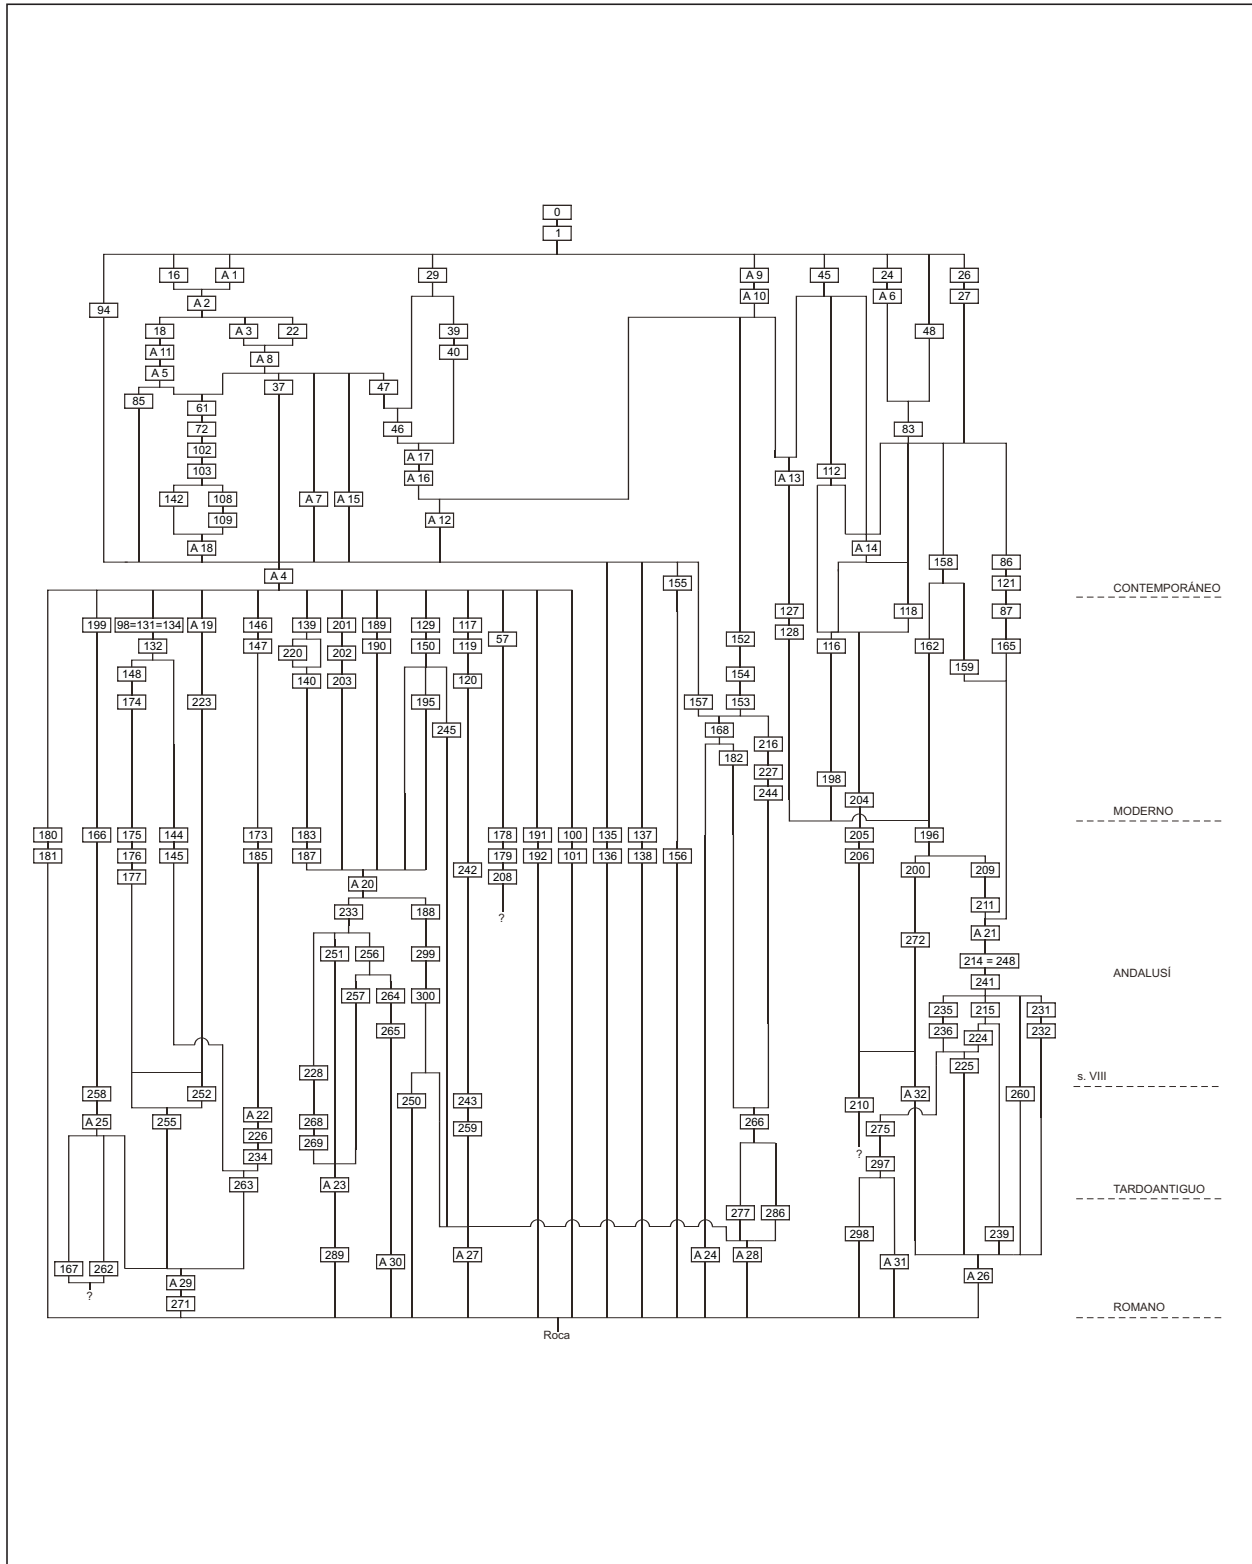 0
1
16 A 1 29 A 9 45 24 26
A 2 A 10 A 6 27
94
18 A 3 22 39 48
A 11 A 8 40
A 5 37 47
85 61
72 46 83
102 A 17
103 A 16 A 13 112
142 108 A 7 A 15
109 A 12
A 18 A 14
158 86
A 4 155 121
CONTEMPORÁNEO
127 118 87
199 98=131=134 A 19 146 139 201 189 129 117 128
132 147 220 202 190 150 119 57 152 116 162 165
148 140 203 120 154 159
174 223 195 157 153
245 168 216
182 227
198
244 204
MODERNO
180 166 175 144 173 183 178 191 100 135 137 205 196
181 176 145 185 187 179 192 101 136 138 156 206
177 A 20 242 208 200 209
233 188 ? 211
251 256 299 272 A 21
214 = 248
ANDALUSÍ
241
257 264 300 235 215 231
265 236 224 232
228 225
s. VIII
258 252 250 243 A 32 260
A 25 255 A 22 268 259 266 210 275
226 269
234 ? 297
263 A 23
TARDOANTIGUO
277 286
289 A 30 A 27 A 24 A 28 298 A 31 239
167 262 A 29 A 26
? 271
ROMANO
Roca